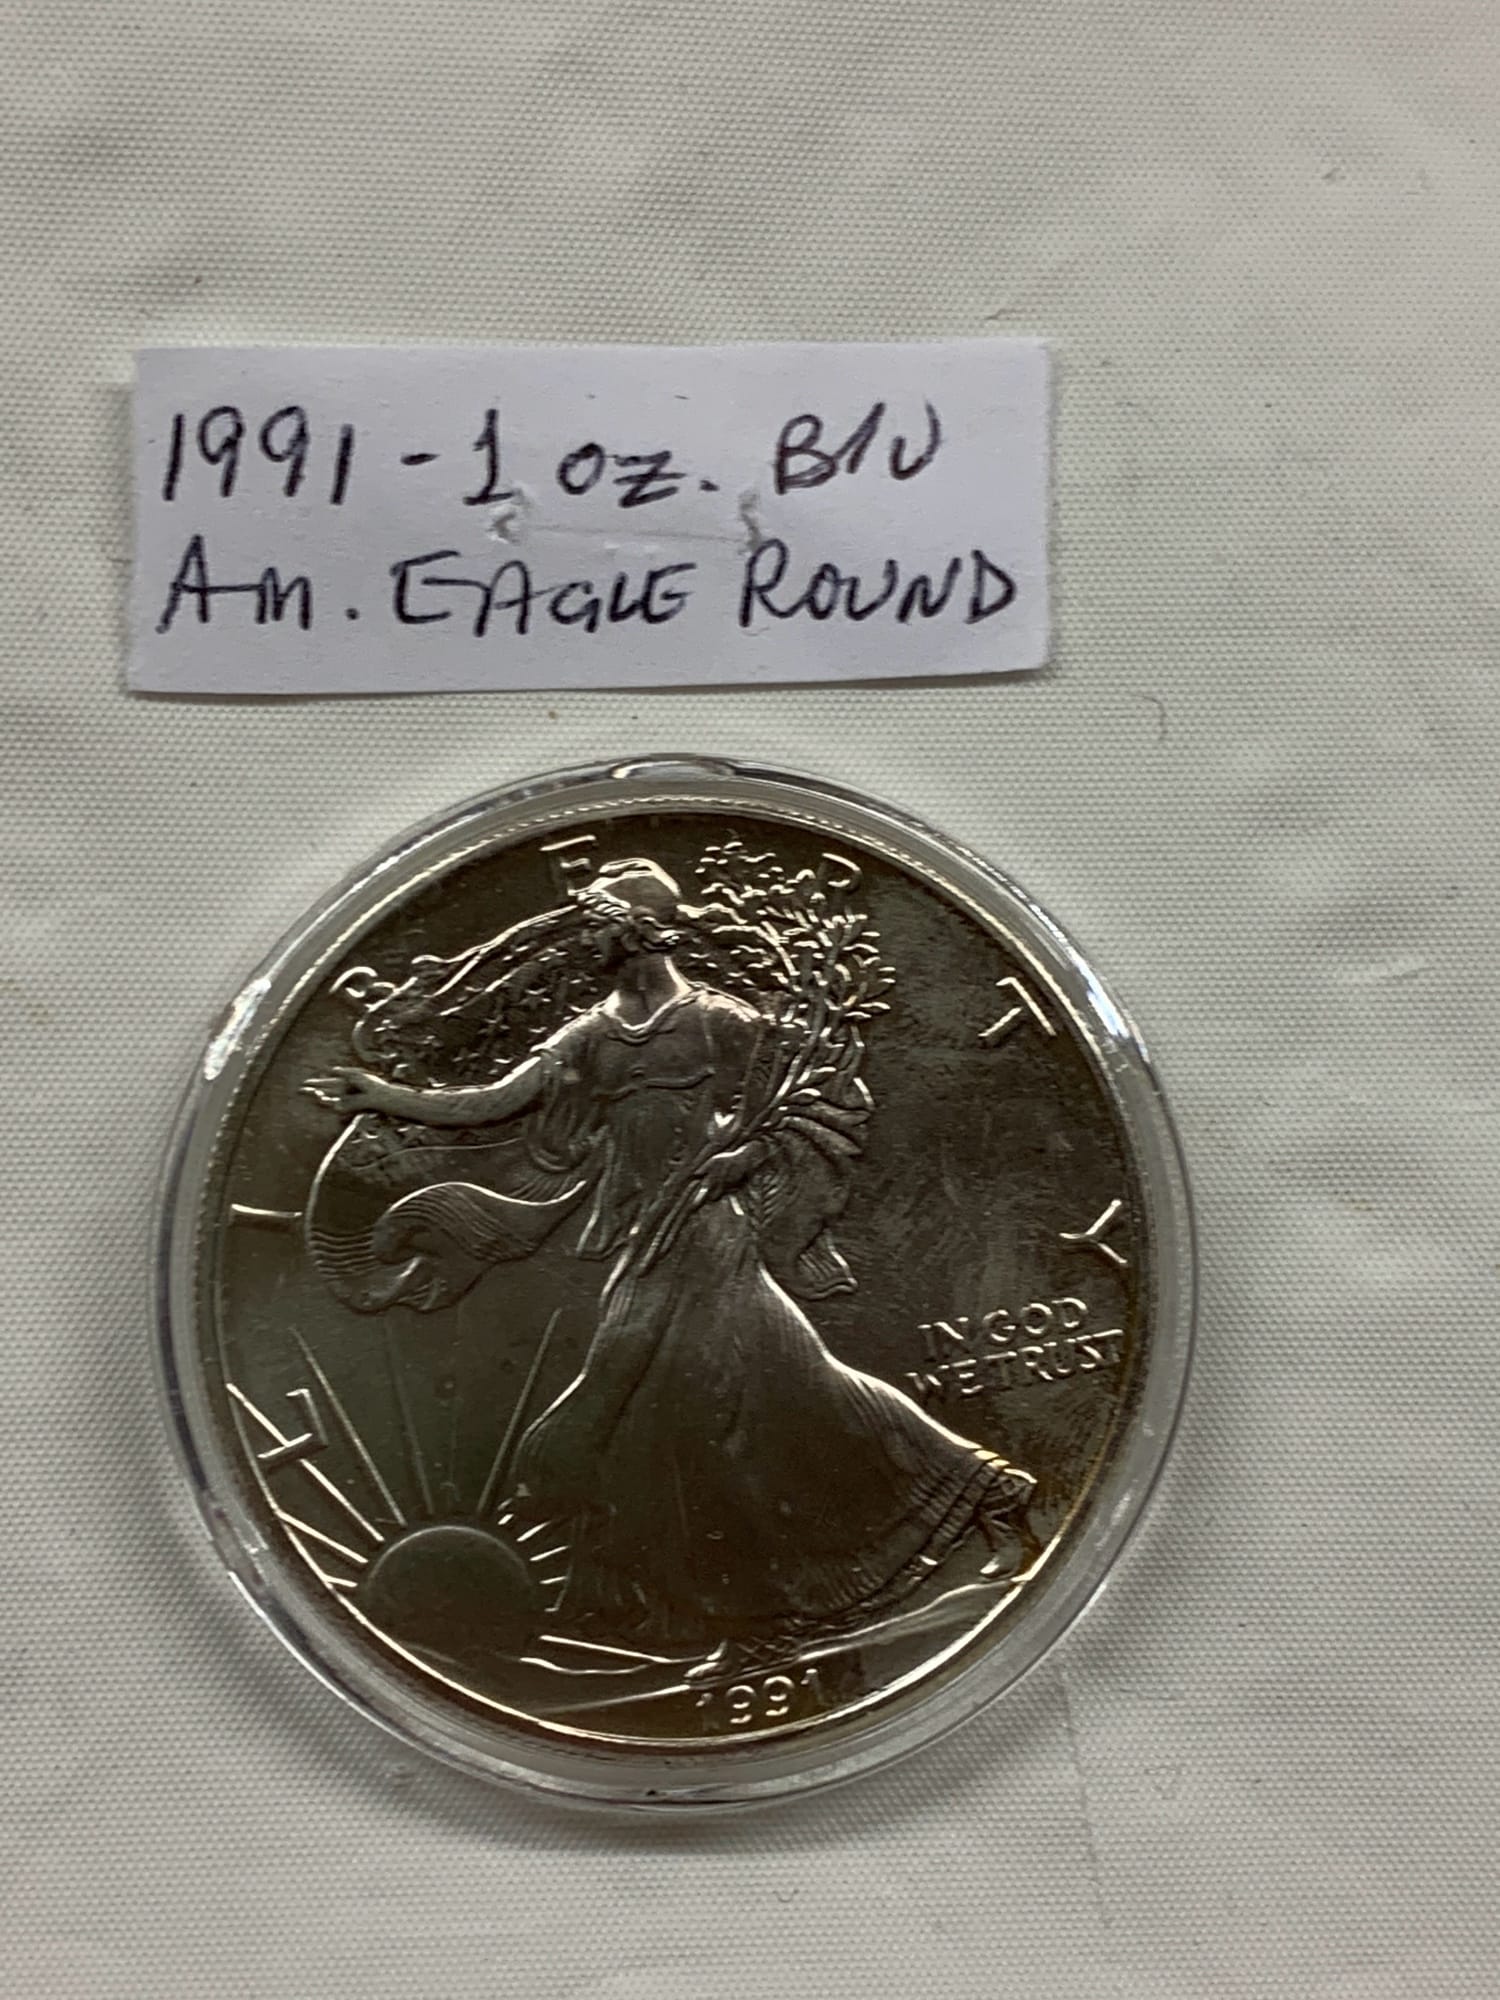 1991 - 1 oz. B/U
Am. EAGLE ROUND
LIBERTY
IN GOD
WE TRUST
1991